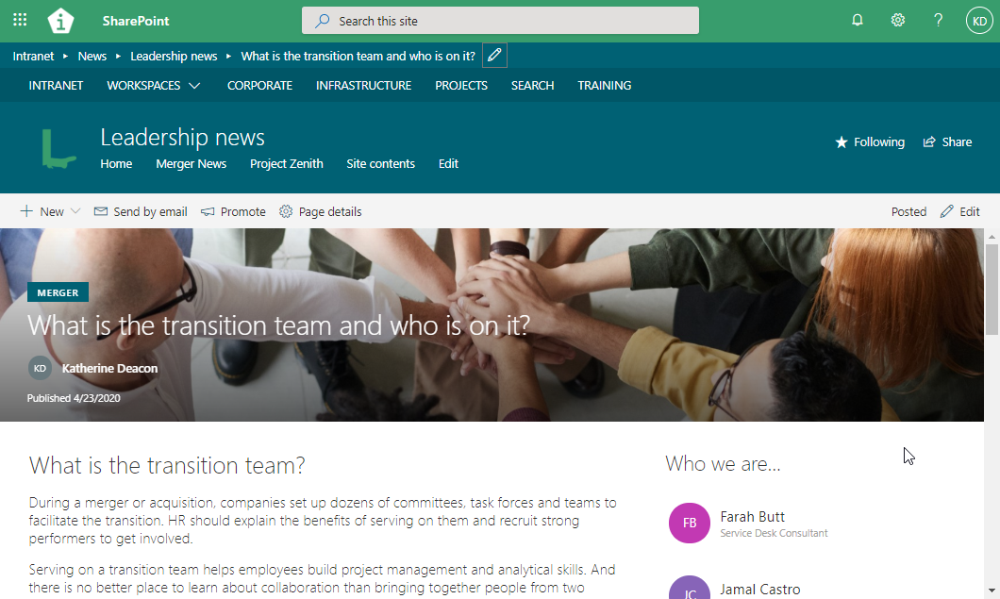 SharePoint
Search this site
?
KD
Intranet ▸ News ▸ Leadership news ▸ What is the transition team and who is on it?
INTRANET WORKSPACES CORPORATE INFRASTRUCTURE PROJECTS SEARCH TRAINING
Leadership news
Following Share
Home Merger News Project Zenith Site contents Edit
New Send by email Promote Page details Posted Edit
MERGER
What is the transition team and who is on it?
KD Katherine Deacon
Published 4/23/2020
What is the transition team?
During a merger or acquisition, companies set up dozens of committees, task forces and teams to
facilitate the transition. HR should explain the benefits of serving on them and recruit strong
performers to get involved.
Serving on a transition team helps employees build project management and analytical skills. And
there is no better place to learn about collaboration than bringing together people from two
Who we are...
FB
Farah Butt
Service Desk Consultant
JC
Jamal Castro